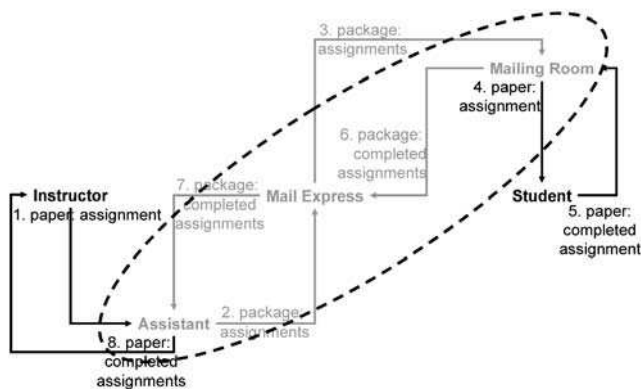 3. package:
assignments
Mailing Room
4. paper:
assignment
6. package:
completed
assignments
Instructor
1. paper: assignment
7. package:
completed
assignments
Mail Express
Student
5. paper:
completed
assignment
Assistant
2. package:
assignments
8. paper:
completed
assignments